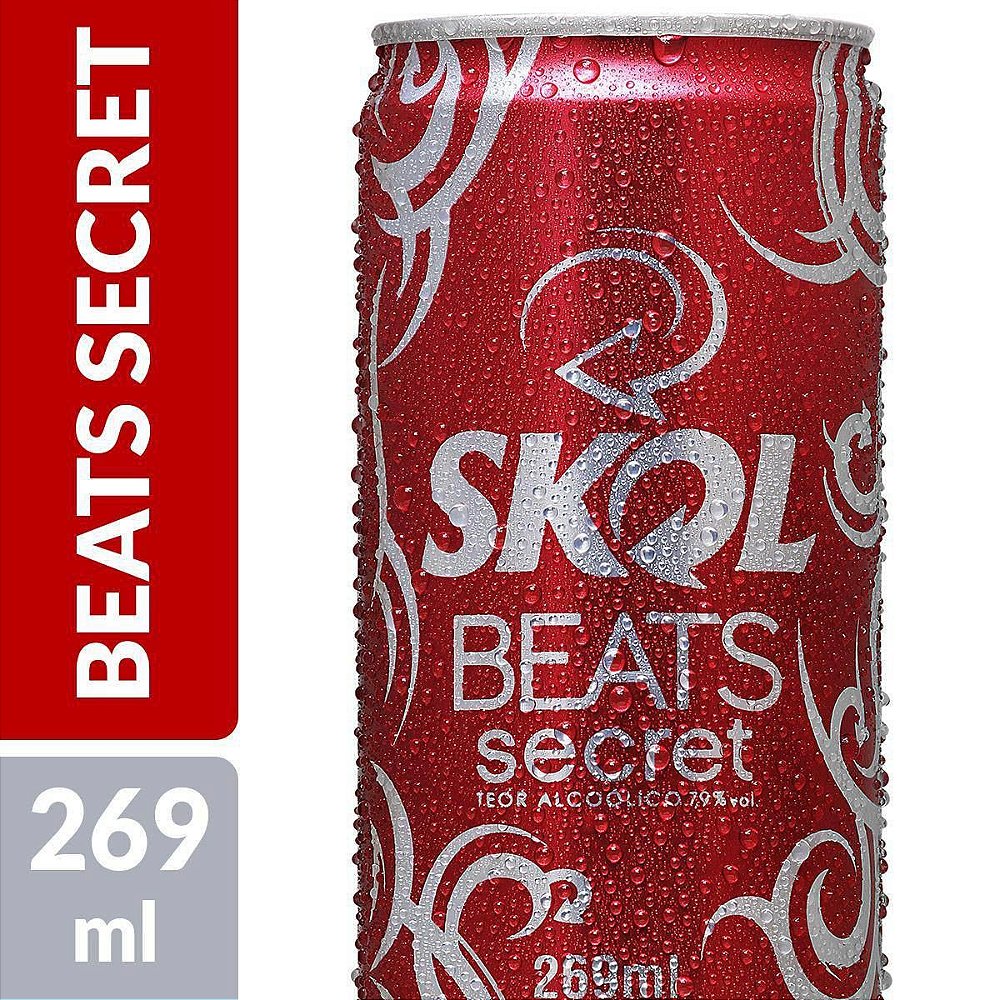 BEATS SECRET
269
ml
SKOL
BEATS
secret
TEOR ALCOÓLICO 7,9% vol.
269ml